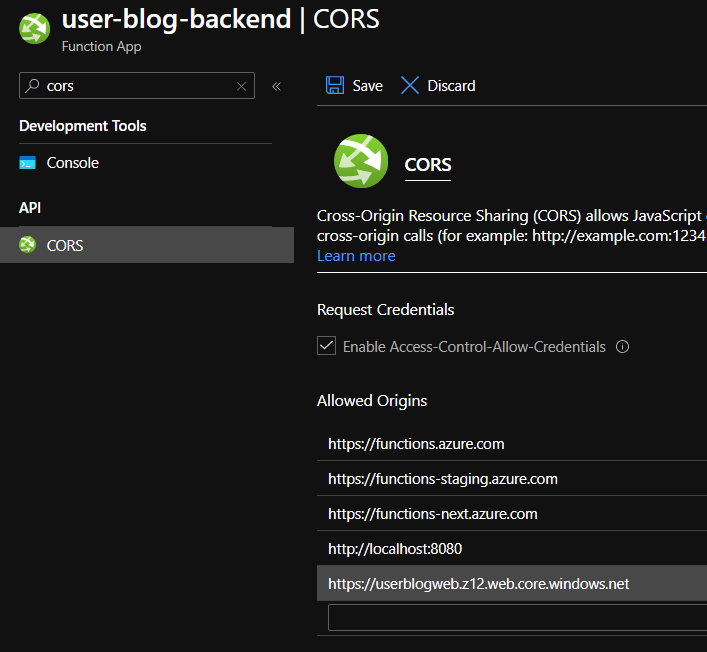 user-blog-backend | CORS
Function App
cors
«
Save
Discard
Development Tools
Console
API
CORS
CORS
Cross-Origin Resource Sharing (CORS) allows JavaScript
cross-origin calls (for example: http://example.com:1234
Learn more
Request Credentials
Enable Access-Control-Allow-Credentials
Allowed Origins
https://functions.azure.com
https://functions-staging.azure.com
https://functions-next.azure.com
http://localhost:8080
https://userblogweb.z12.web.core.windows.net